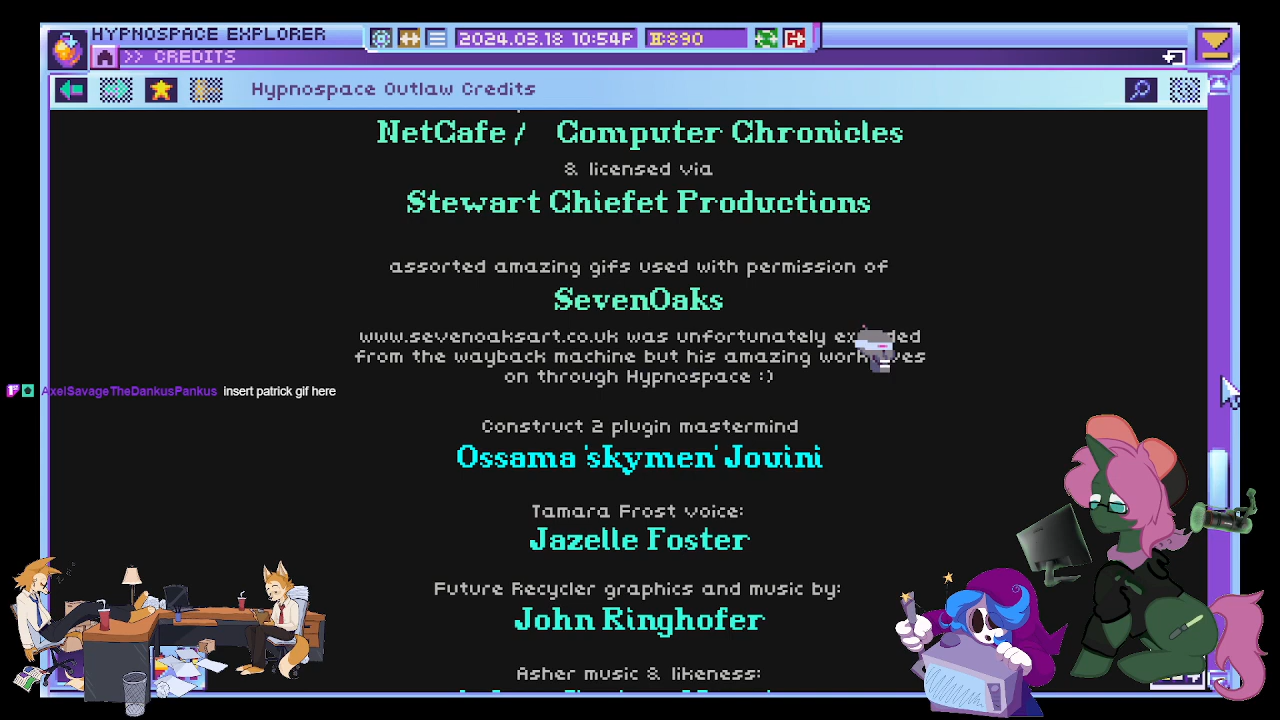 HYPNOSPACE EXPLORER
2024.03.18 10:54P
890
>> CREDITS
Hypnospace Outlaw Credits
NetCafe / Computer Chronicles
& licensed via
Stewart Chiefet Productions
assorted amazing gifs used with permission of
SevenOaks
www.sevenoaksart.co.uk was unfortunately
from the wayback machine but his amazing
on through Hypnospace :)
AxelSavageTheDankusPankus insert patrick gif here
Construct 2 plugin mastermind
Ossama 'skymen' Jouini
Tamara Frost voice:
Jazelle Foster
Future Recycler graphics and music by:
John Ringhofer
Asher music & likeness: